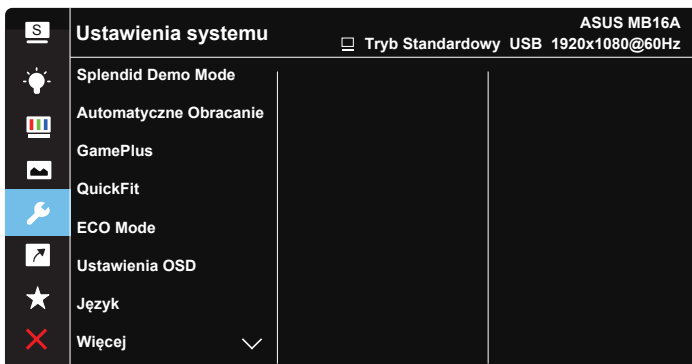 S
Ustawienia systemu
ASUS MB16A
Tryb Standardowy USB 1920x1080@60Hz
Splendid Demo Mode
Automatyczne Obracanie
GamePlus
QuickFit
ECO Mode
Ustawienia OSD
Język
Więcej